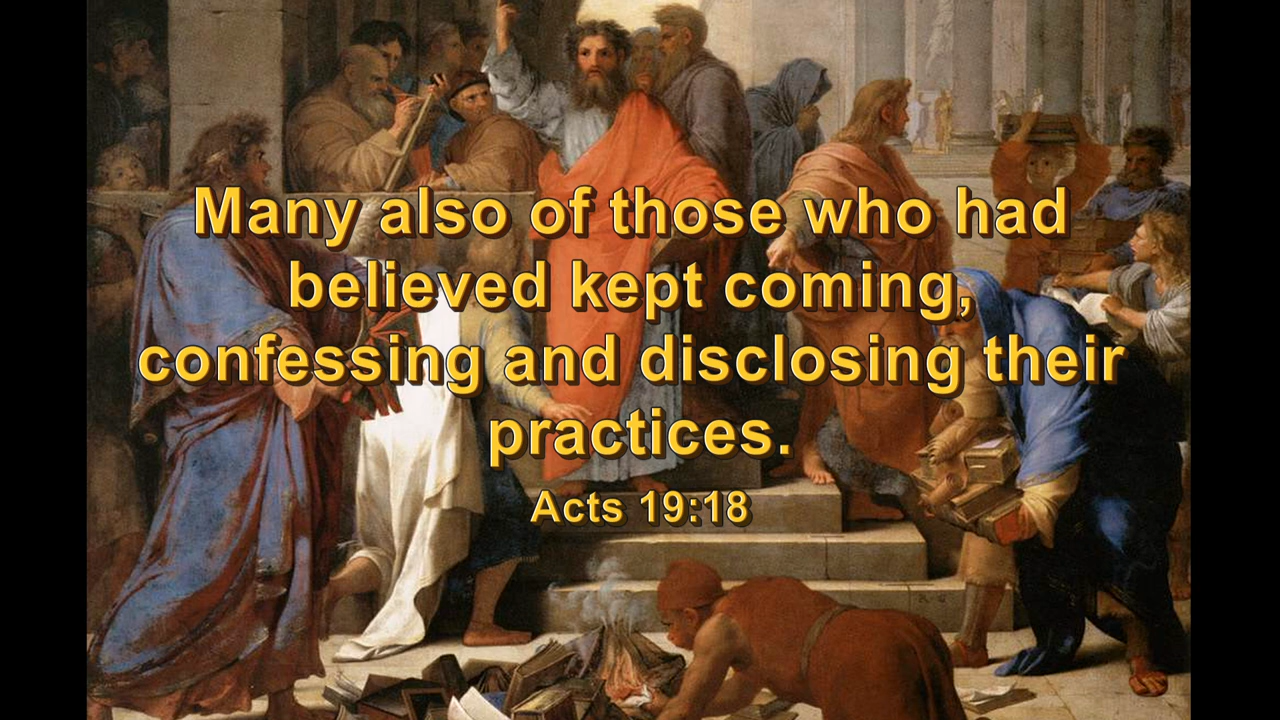 Many also of those who had
believed kept coming,
confessing and disclosing their
practices.
Acts 19:18